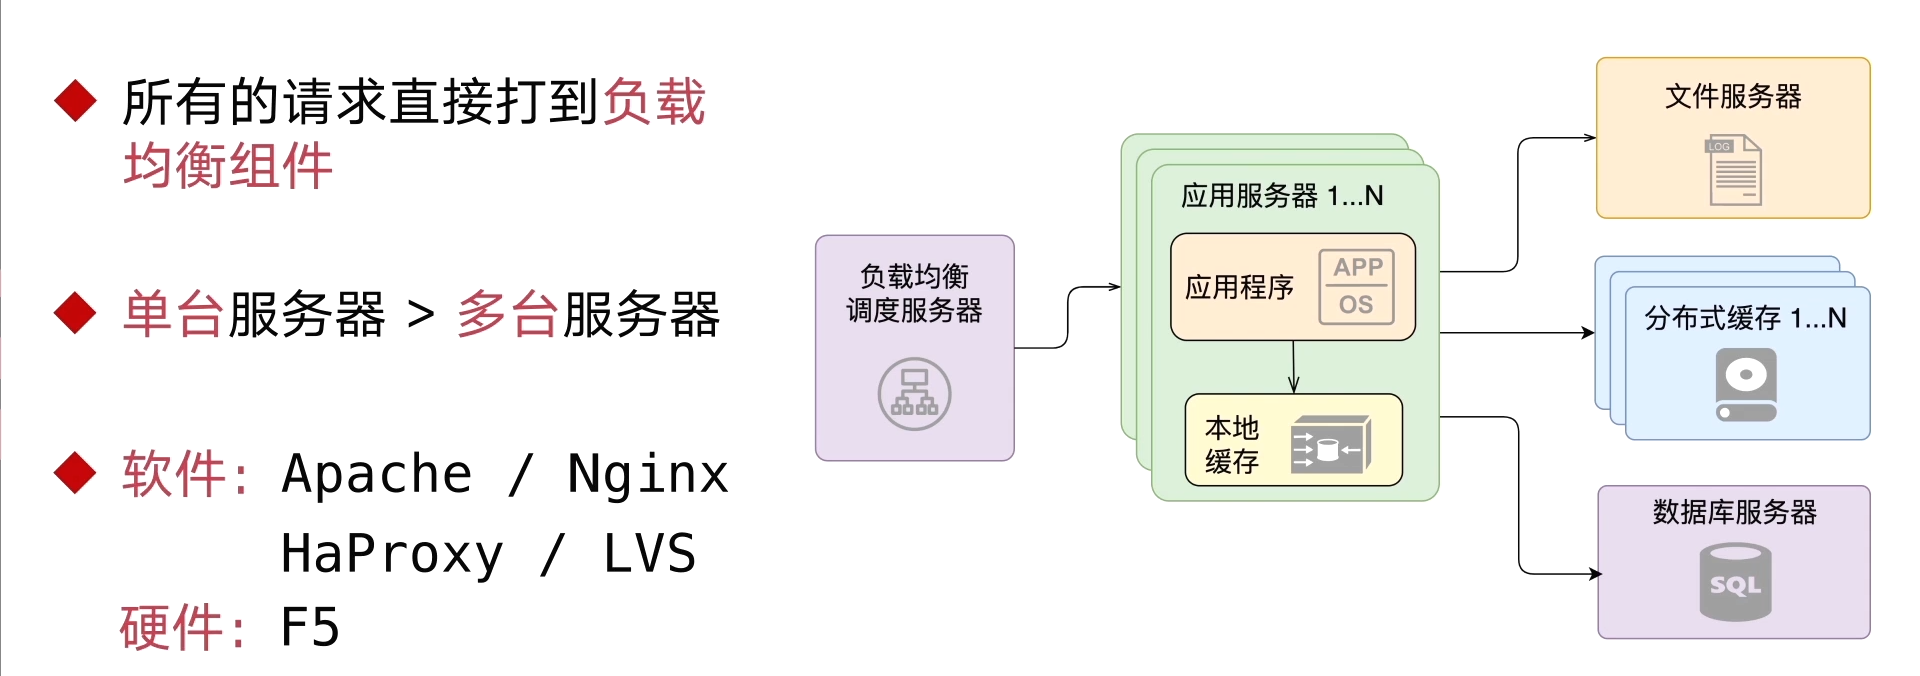 所有的请求直接打到负载
均衡组件
单台服务器 > 多台服务器
软件: Apache / Nginx
HaProxy / LVS
硬件: F5
负载均衡
调度服务器
应用服务器 1...N
应用程序
APP
OS
本地
缓存
文件服务器
LOG
分布式缓存 1...N
数据库服务器
SQL